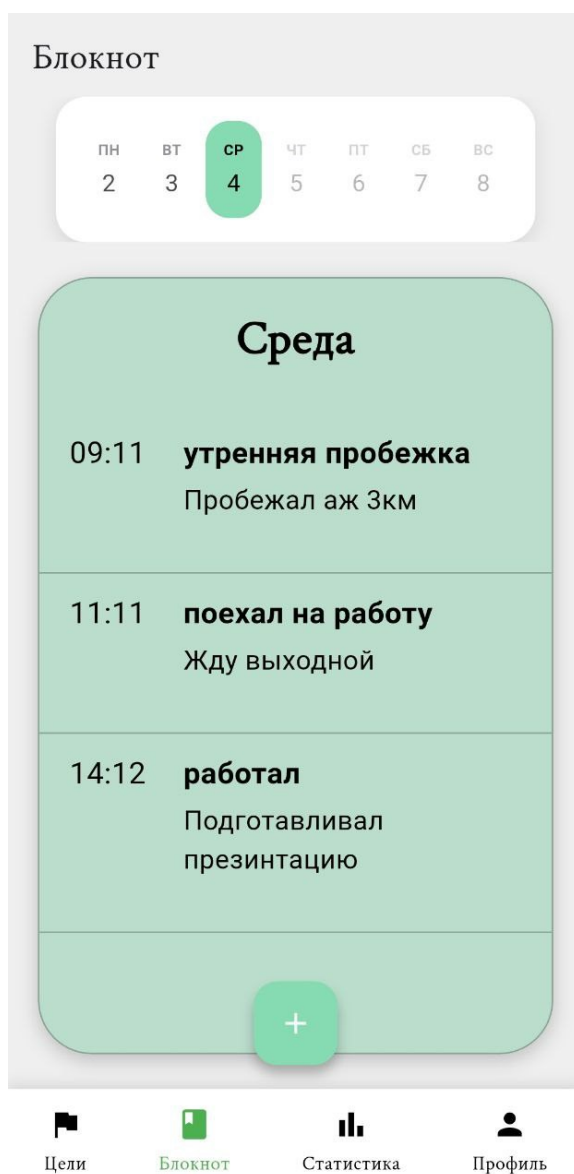 Блокнот
ПН ВТ СР ЧТ ПТ СБ ВС
2 3 4 5 6 7 8
Среда
09:11 утренняя пробежка
Пробежал аж 3км
11:11 поехал на работу
Жду выходной
14:12 работал
Подготавливал
презинтацию
+
Цели Блокнот Статистика Профиль